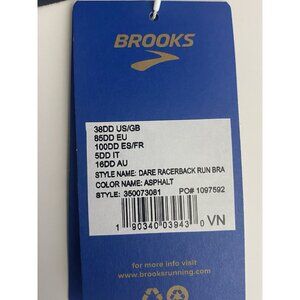 BROOKS
38DD US/GB
85DD EU
100DD ES/FR
5DD IT
16DD AU
STYLE NAME: DARE RACERBACK RUN BRA
COLOR NAME: ASPHALT
STYLE: 350073081 PO# 1097592
1 90340 03943 0 VN
for more info visit
www.brooksrunning.com